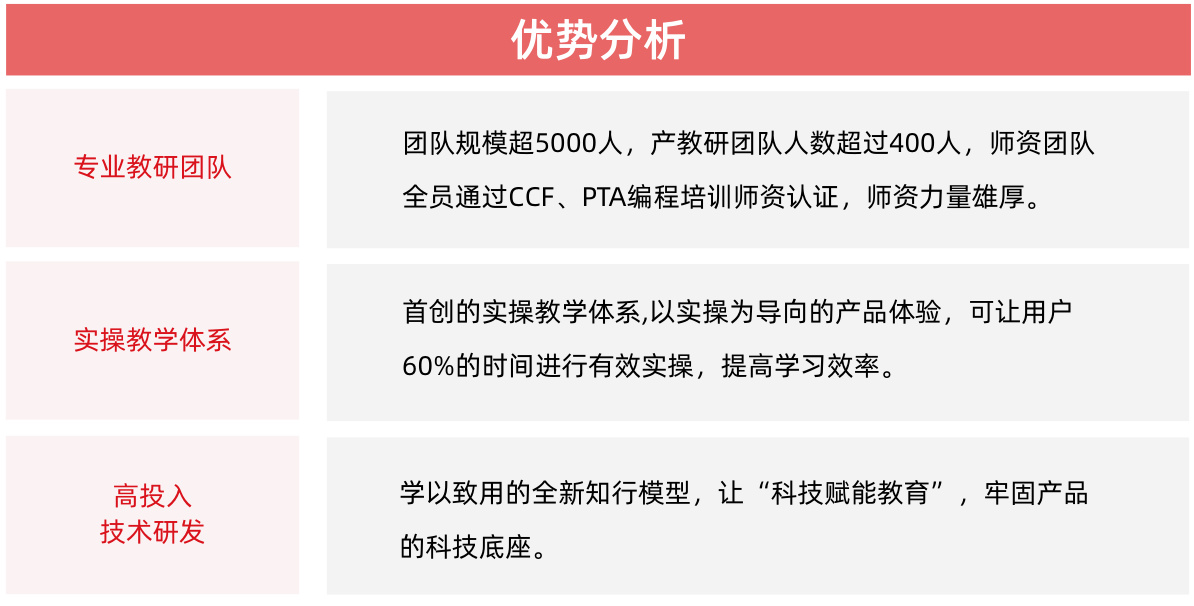 优势分析
专业教研团队
团队规模超5000人，产教研团队人数超过400人，师资团队
全员通过CCF、PTA编程培训师资认证，师资力量雄厚。
实操教学体系
首创的实操教学体系,以实操为导向的产品体验，可让用户
60%的时间进行有效实操，提高学习效率。
高投入
技术研发
学以致用的全新知行模型，让“科技赋能教育”，牢固产品
的科技底座。